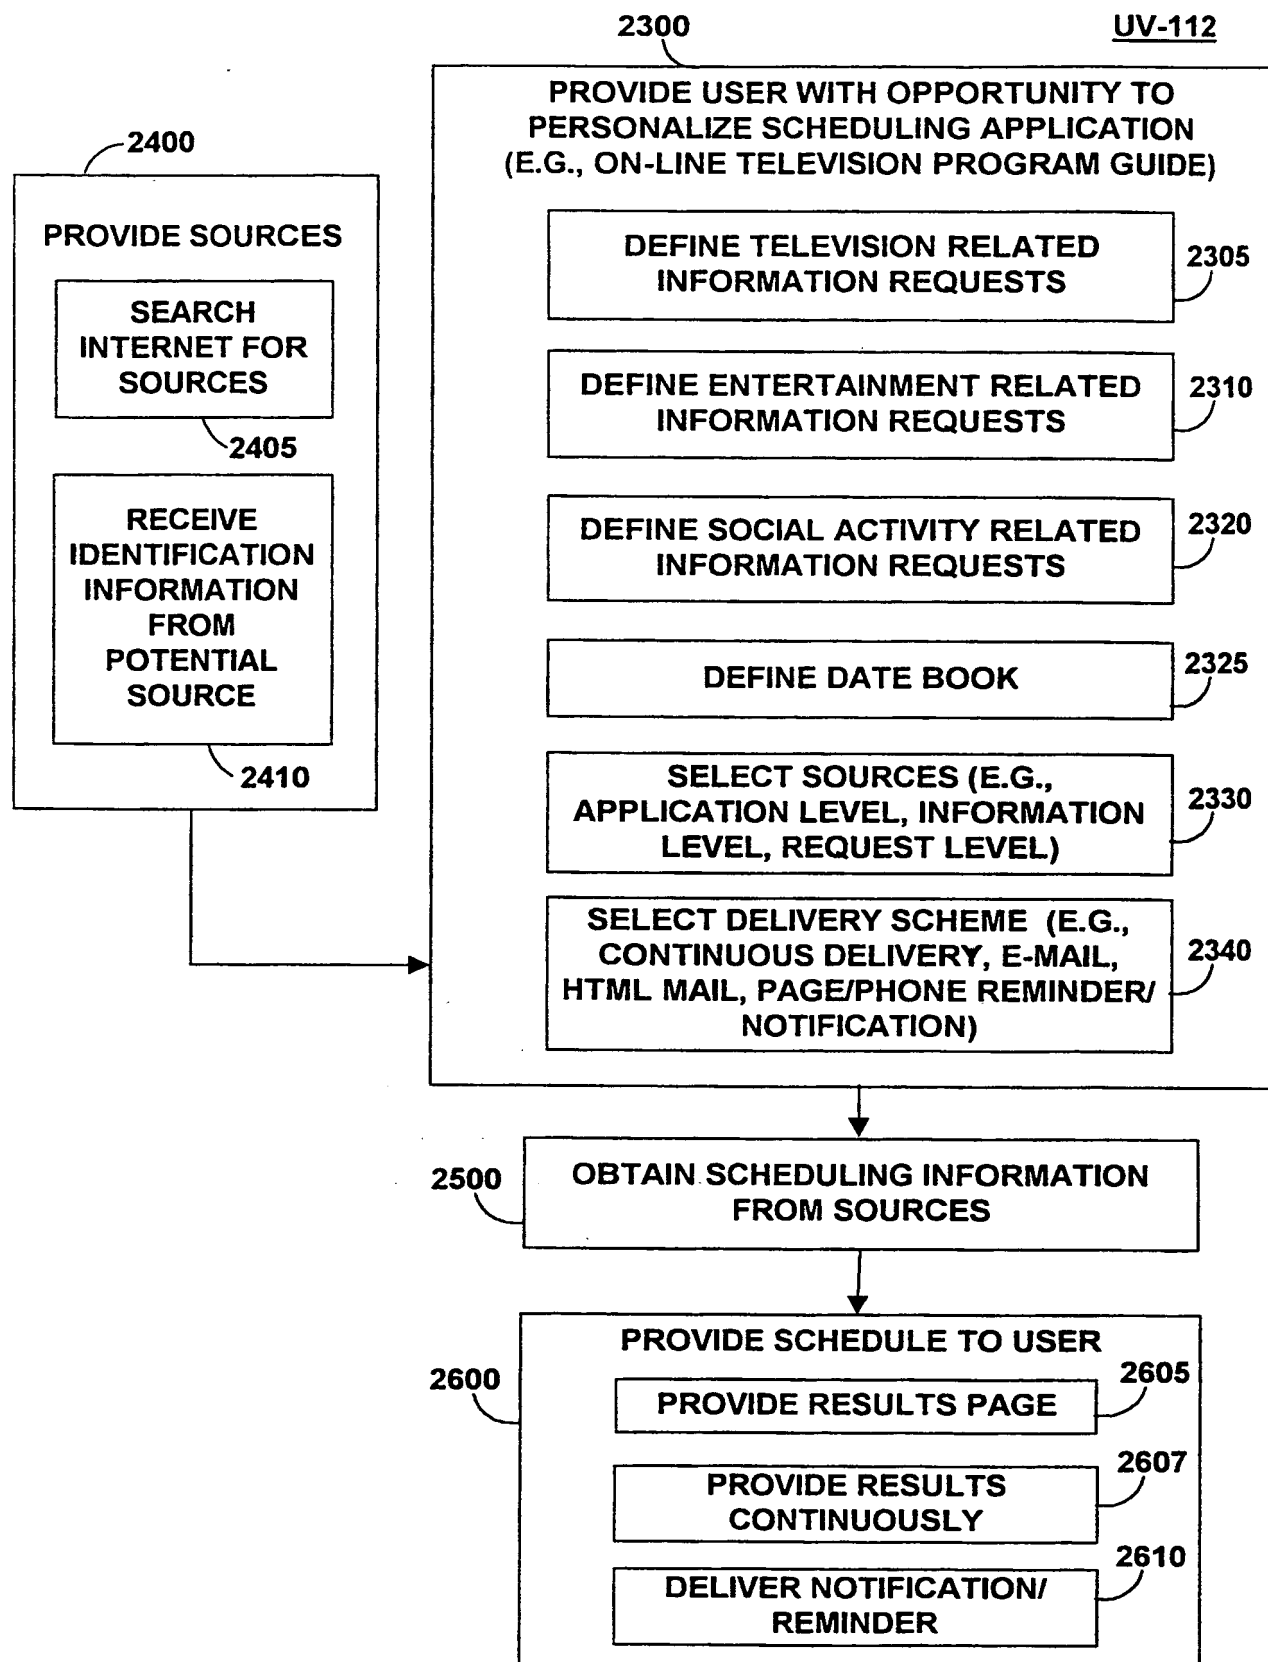 2300
UV-112
PROVIDE USER WITH OPPORTUNITY TO
PERSONALIZE SCHEDULING APPLICATION
(E.G., ON-LINE TELEVISION PROGRAM GUIDE)
2400
PROVIDE SOURCES
SEARCH
INTERNET FOR
SOURCES
2405
RECEIVE
IDENTIFICATION
INFORMATION
FROM
POTENTIAL
SOURCE
2410
DEFINE TELEVISION RELATED
INFORMATION REQUESTS
2305
DEFINE ENTERTAINMENT RELATED
INFORMATION REQUESTS
2310
DEFINE SOCIAL ACTIVITY RELATED
INFORMATION REQUESTS
2320
DEFINE DATE BOOK
2325
SELECT SOURCES (E.G.,
APPLICATION LEVEL, INFORMATION
LEVEL, REQUEST LEVEL)
2330
SELECT DELIVERY SCHEME (E.G.,
CONTINUOUS DELIVERY, E-MAIL,
HTML MAIL, PAGE/PHONE REMINDER/
NOTIFICATION)
2340
2500
OBTAIN SCHEDULING INFORMATION
FROM SOURCES
2600
PROVIDE SCHEDULE TO USER
PROVIDE RESULTS PAGE
2605
PROVIDE RESULTS
CONTINUOUSLY
2607
DELIVER NOTIFICATION/
REMINDER
2610